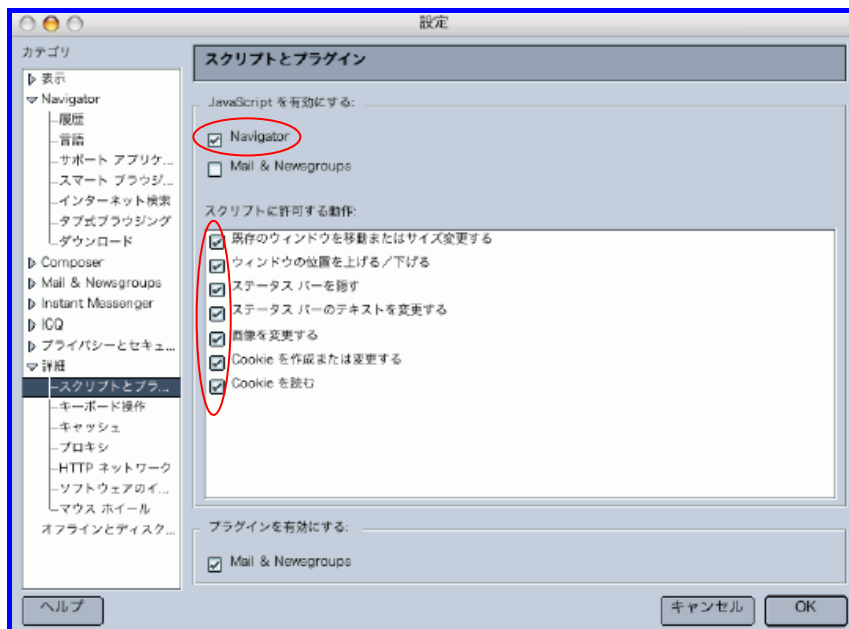 設定
カテゴリ
表示
Navigator
履歴
言語
サポート アプリケ...
スマート ブラウジ...
インターネット検索
タブ式ブラウジング
ダウンロード
Composer
Mail & Newsgroups
Instant Messenger
ICQ
プライバシーとセキュ...
詳細
スクリプトとプラ...
キーボード操作
キャッシュ
プロキシ
HTTP ネットワーク
ソフトウェアのイ...
マウス ホイール
オフラインとディスク...
スクリプトとプラグイン
JavaScript を有効にする:
Navigator
Mail & Newsgroups
スクリプトに許可する動作:
既存のウィンドウを移動またはサイズ変更する
ウィンドウの位置を上げる／下げる
ステータス バーを隠す
ステータス バーのテキストを変更する
画像を変更する
Cookie を作成または変更する
Cookie を読む
プラグインを有効にする:
Mail & Newsgroups
ヘルプ
キャンセル
OK